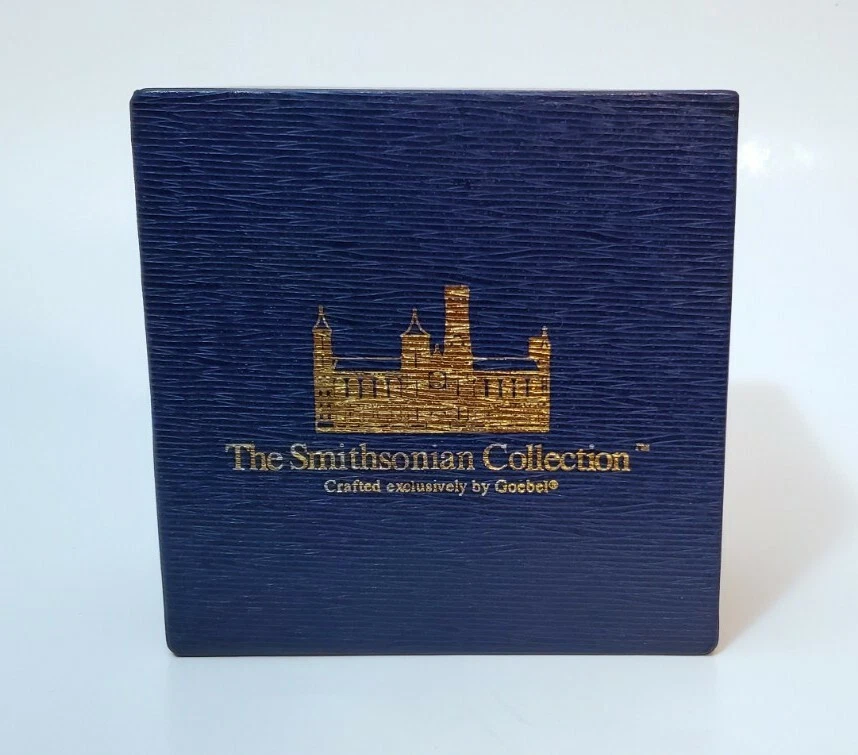 The Smithsonian Collection™
Crafted exclusively by Goebel®